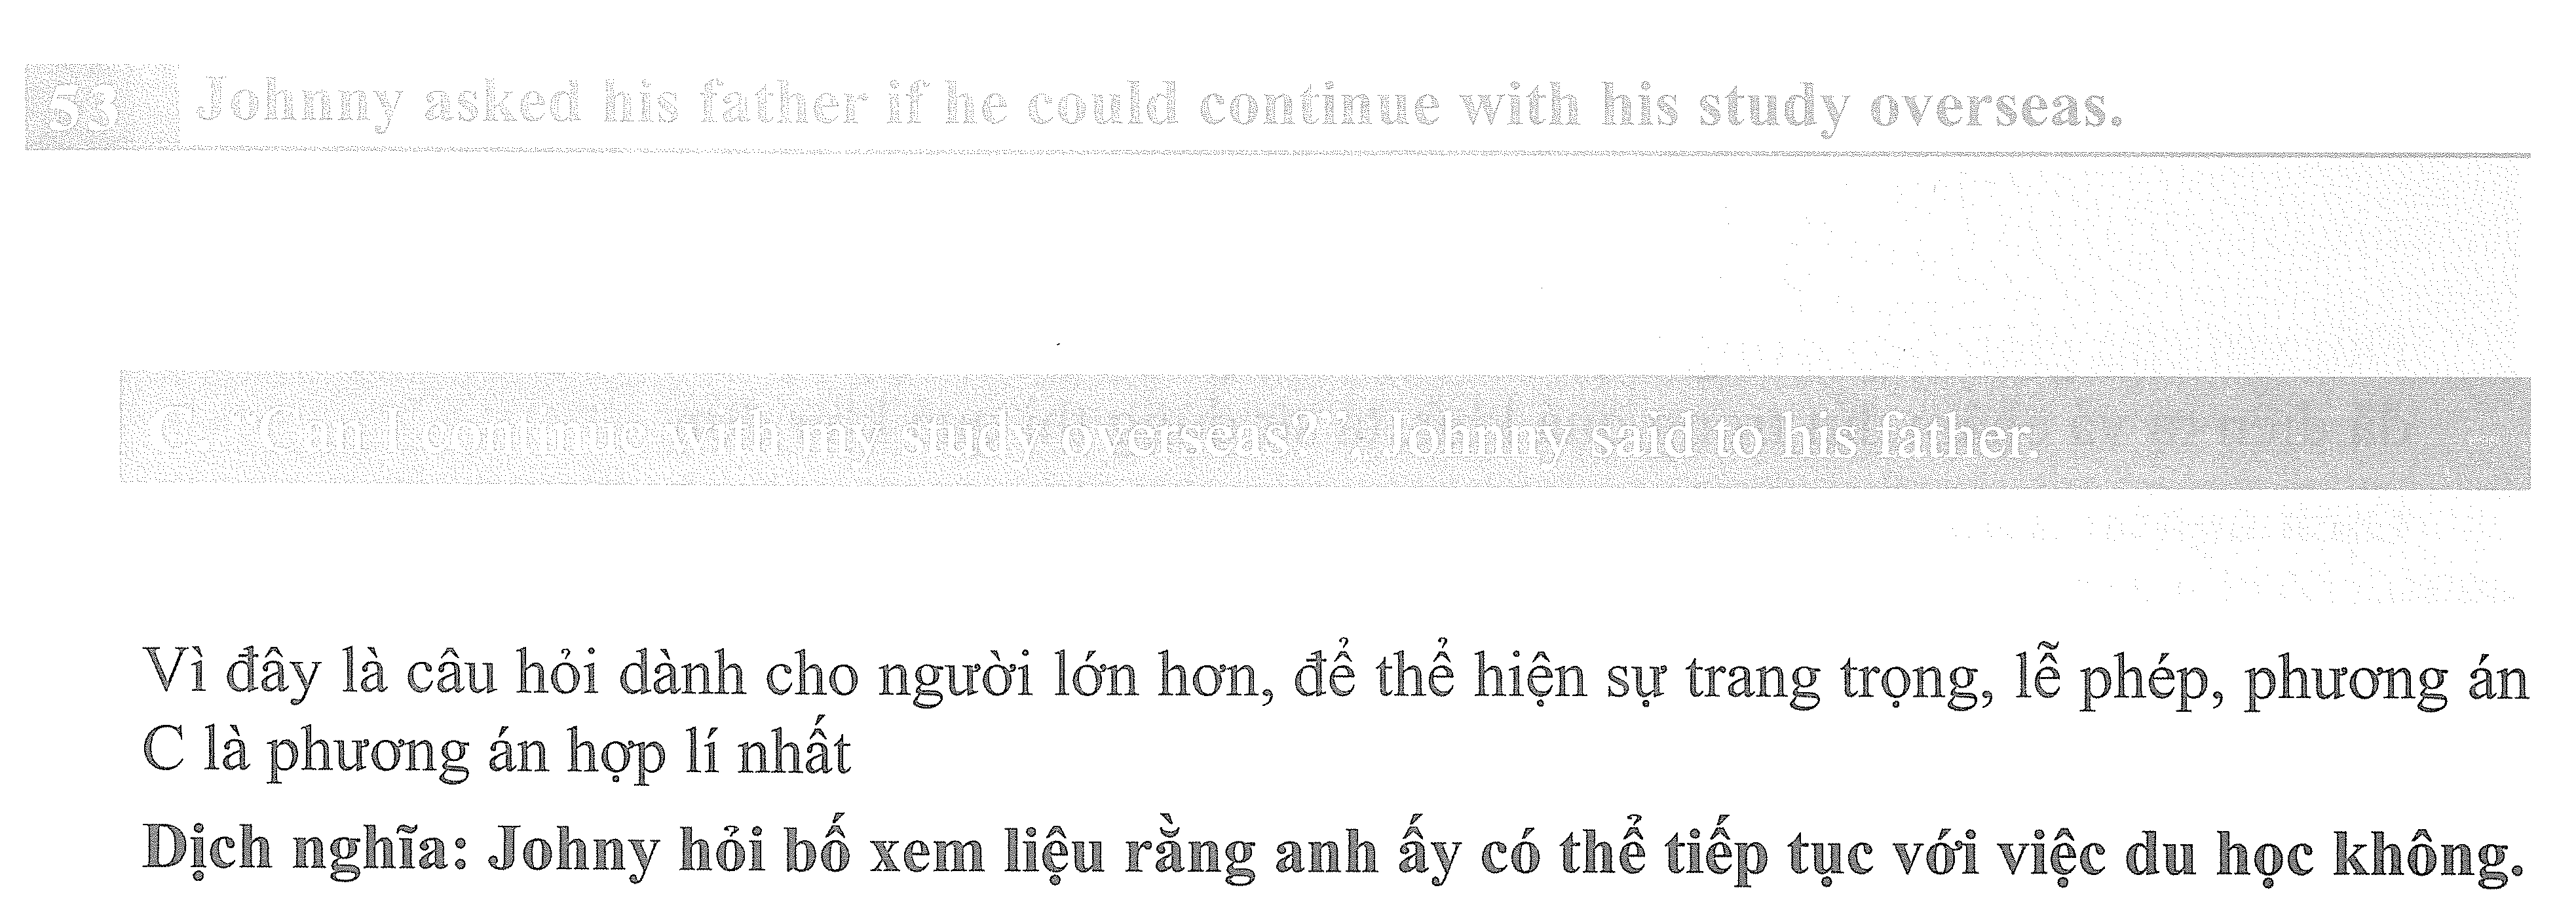 53 Johnny asked his father if he could continue with his study overseas.
C. “Can I continue with my study overseas?”. Johnny said to his father.
Vì đây là câu hỏi dành cho người lớn hơn, để thể hiện sự trang trọng, lễ phép, phương án
C là phương án hợp lí nhất
Dịch nghĩa: Johny hỏi bố xem liệu rằng anh ấy có thể tiếp tục với việc du học không.